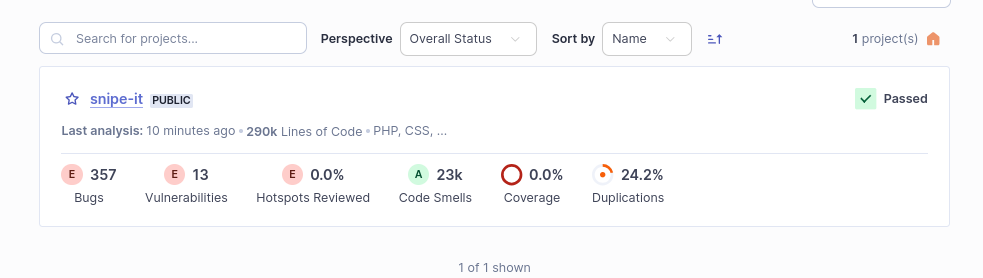 Search for projects... Perspective Overall Status Sort by Name 1 project(s)
snipe-it PUBLIC Passed
Last analysis: 10 minutes ago • 290k Lines of Code • PHP, CSS, ...
E 357 E 13 E 0.0% A 23k 0.0% 24.2%
Bugs Vulnerabilities Hotspots Reviewed Code Smells Coverage Duplications
1 of 1 shown